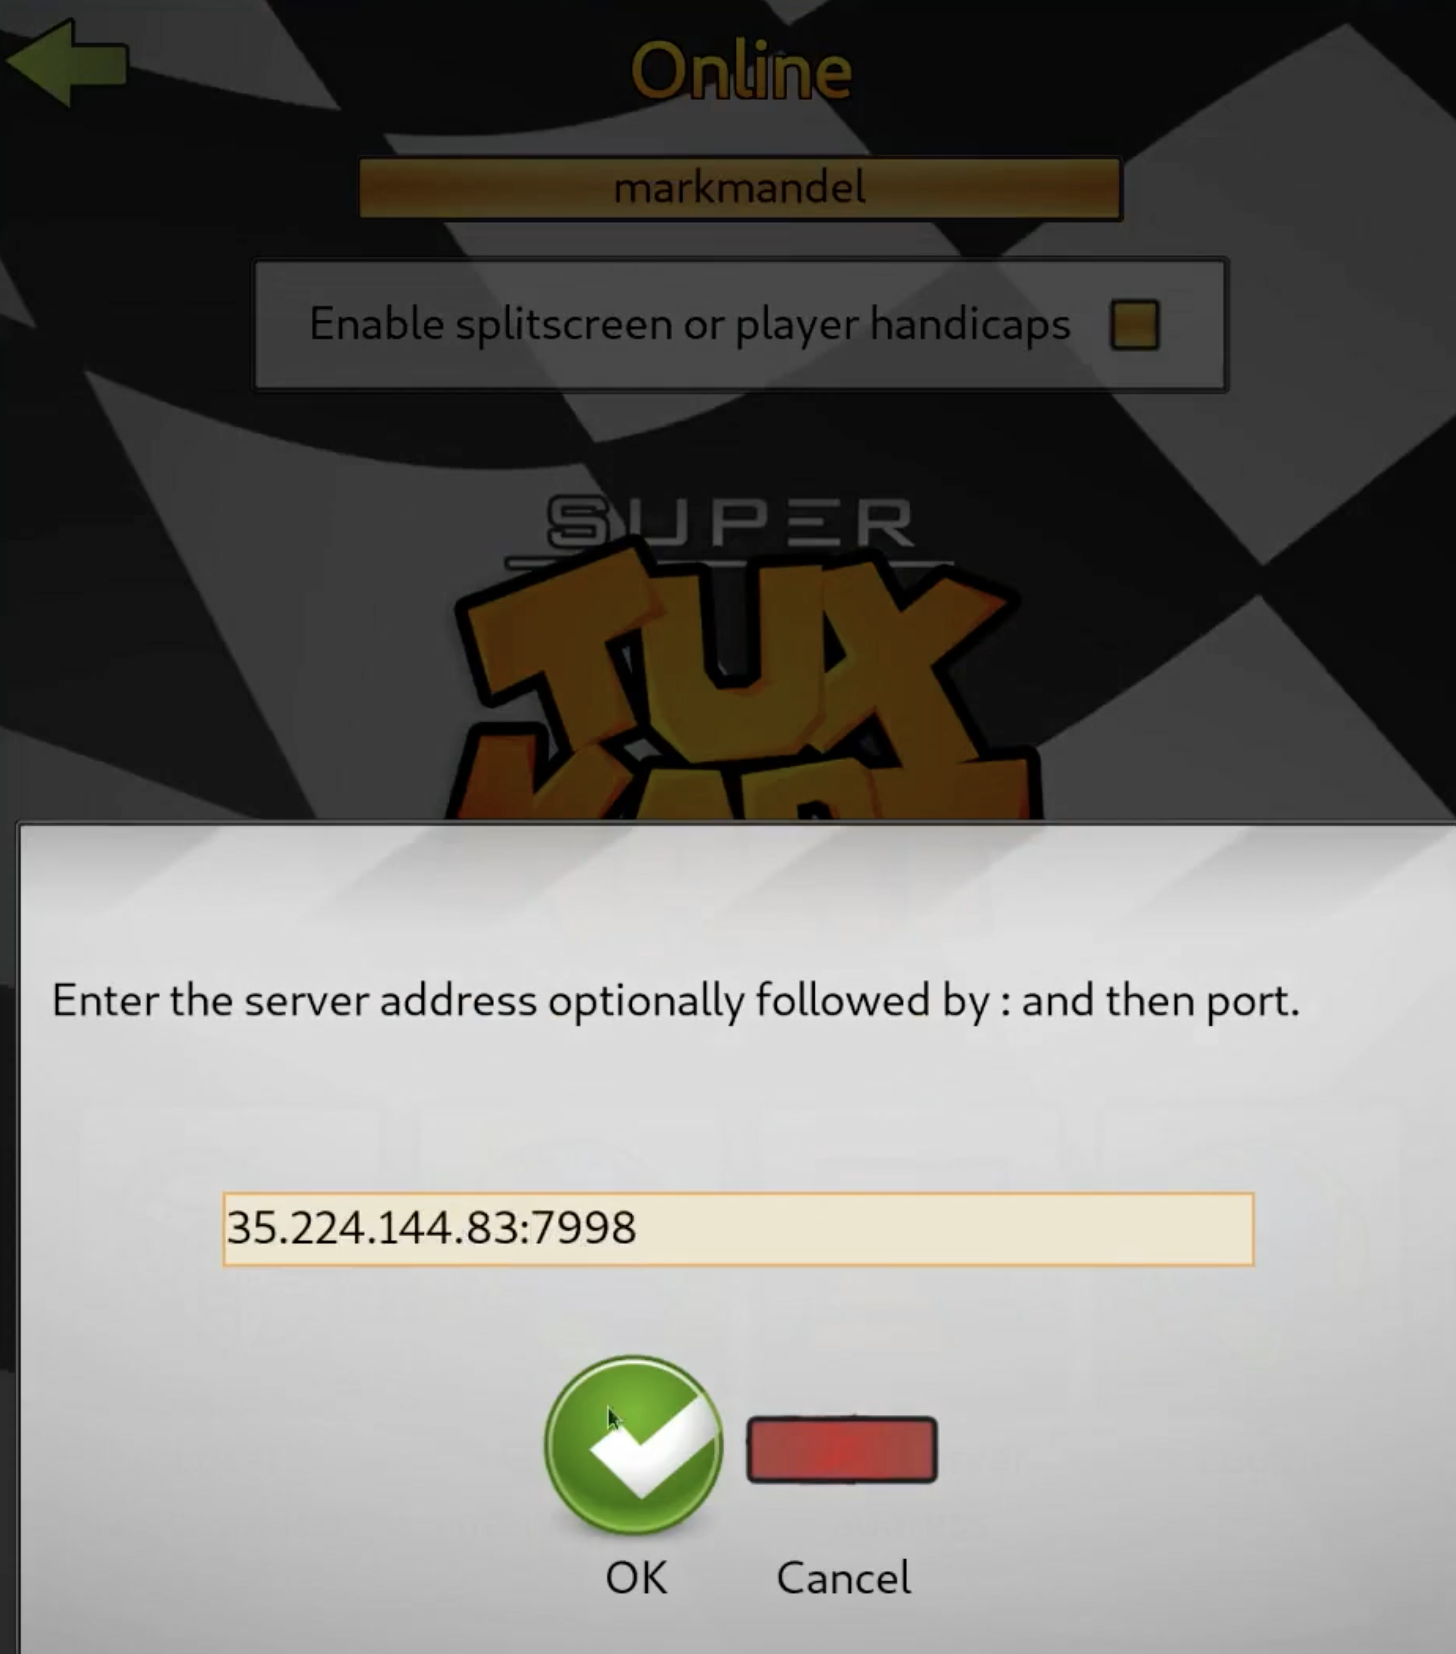 Online
markmandel
Enable splitscreen or player handicaps
SUPER
TUX
Enter the server address optionally followed by : and then port.
35.224.144.83:7998
OK
Cancel